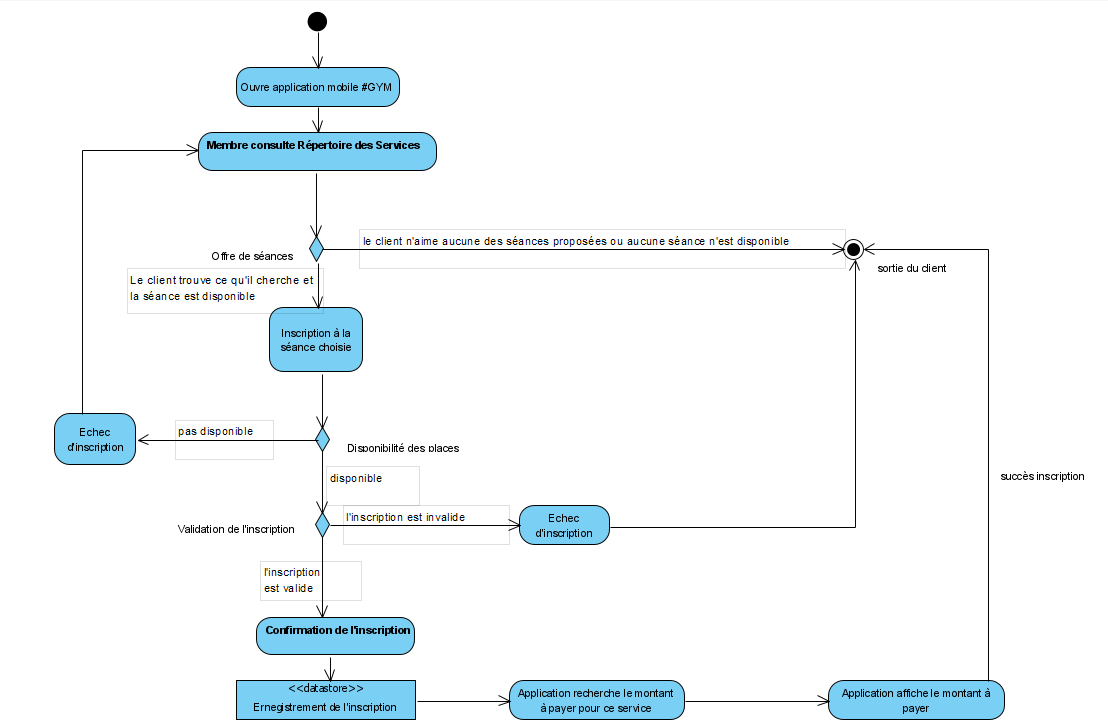 Ouvre application mobile #GYM
Membre consulte Répertoire des Services
le client n'aime aucune des séances proposées ou aucune séance n'est disponible
Offre de séances
sortie du client
Le client trouve ce qu'il cherche et
la séance est disponible
Inscription à la
séance choisie
Echec
d'inscription
pas disponible
Disponibilité des places
disponible
succès inscription
Validation de l'inscription
l'inscription est invalide
Echec
d'inscription
l'inscription
est valide
Confirmation de l'inscription
<<datastore>>
Ernegistrement de l'inscription
Application recherche le montant
à payer pour ce service
Application affiche le montant à
payer